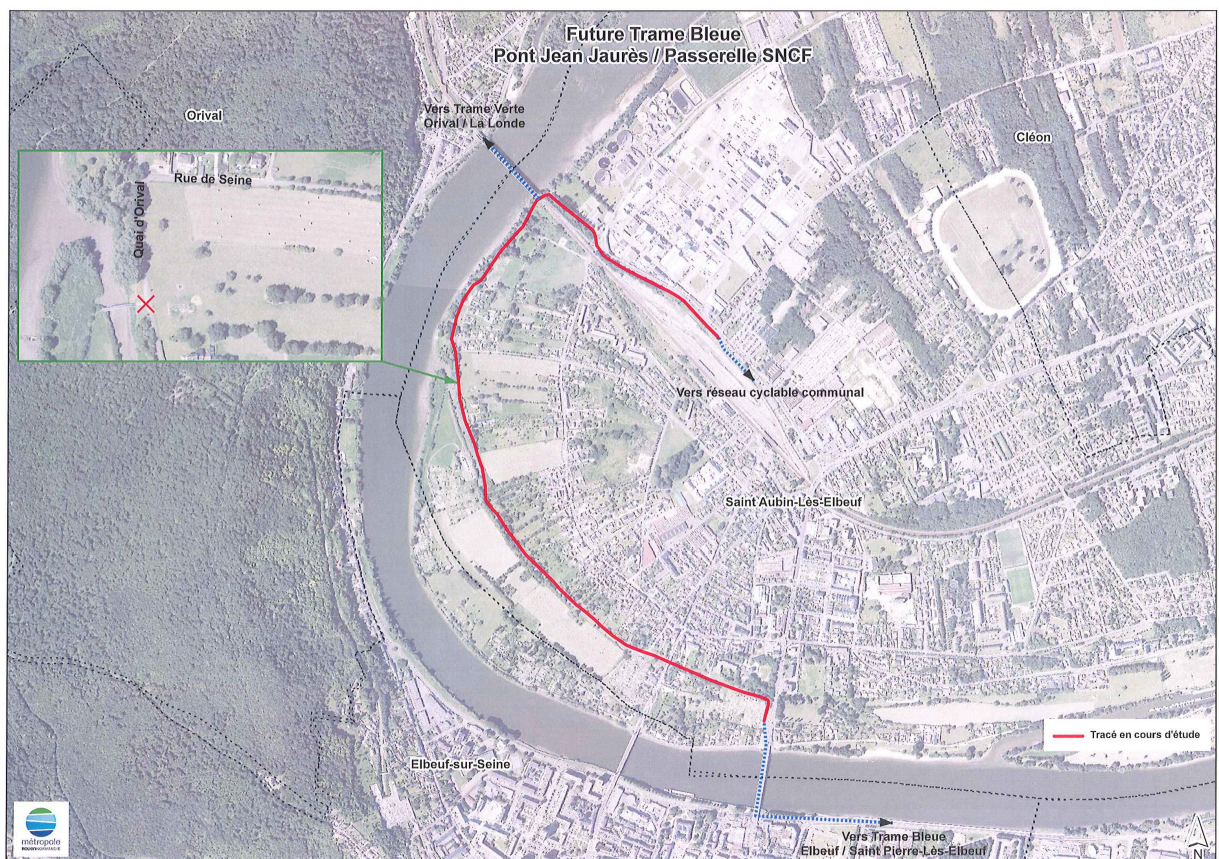 Future Trame Bleue
Pont Jean Jaurès / Passerelle SNCF
Vers Trame Verte
Orival / La Londe
Orival
Cléon
Rue de Seine
Quai d'Orival
Vers réseau cyclable communal
Saint Aubin-Lès-Elbeuf
Tracé en cours d'étude
Elbeuf-sur-Seine
Vers Trame Bleue
Elbeuf / Saint Pierre-Lès-Elbeuf
métropole
ROUENNORMANDIE
N